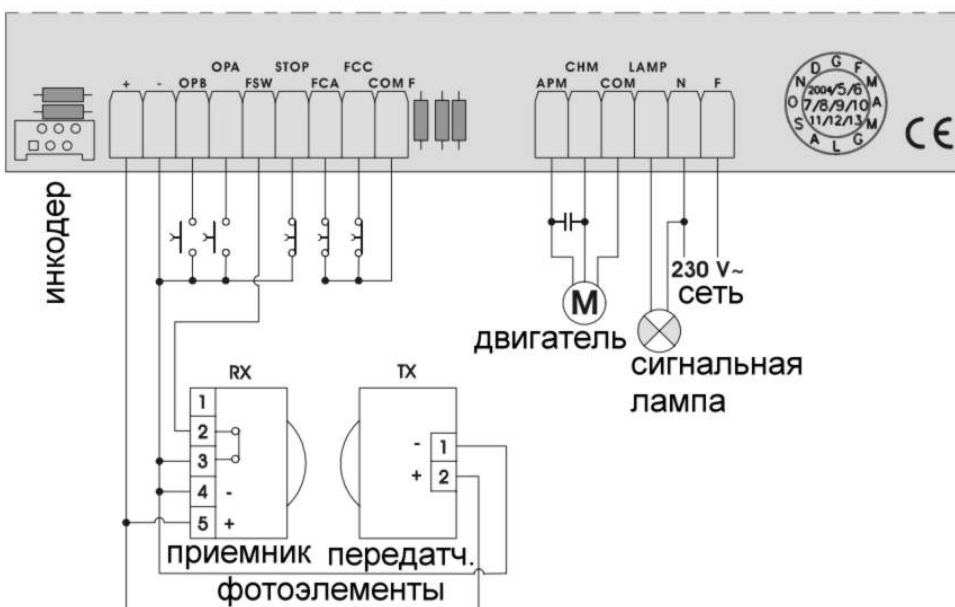 OPA STOP FCC CHM LAMP
+ - OPB FSW FCA COM F APM COM N F
O N D G F M A M G L A S
2004/5/6
7/8/9/10
11/12/13
CE
инкодер
M
230 V~
сеть
двигатель
сигнальная
лампа
RX TX
1
2
3
4 -
5 +
- 1
+ 2
приемник передатч.
фотоэлементы